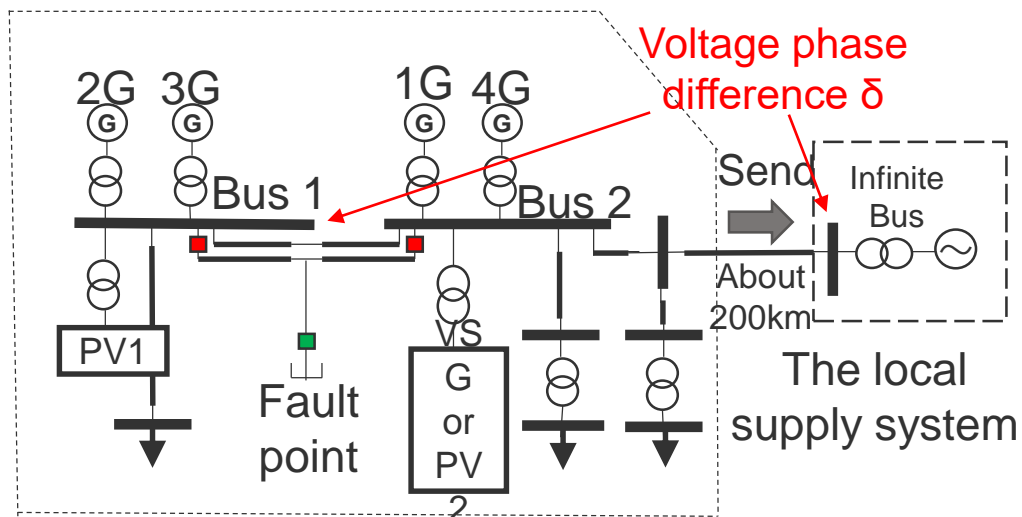 Voltage phase
difference δ
2G
3G
1G
4G
G
G
G
G
Bus 1
Bus 2
Send
Infinite
Bus
About
200km
PV1
VS
G
or
PV
2
Fault
point
The local
supply system